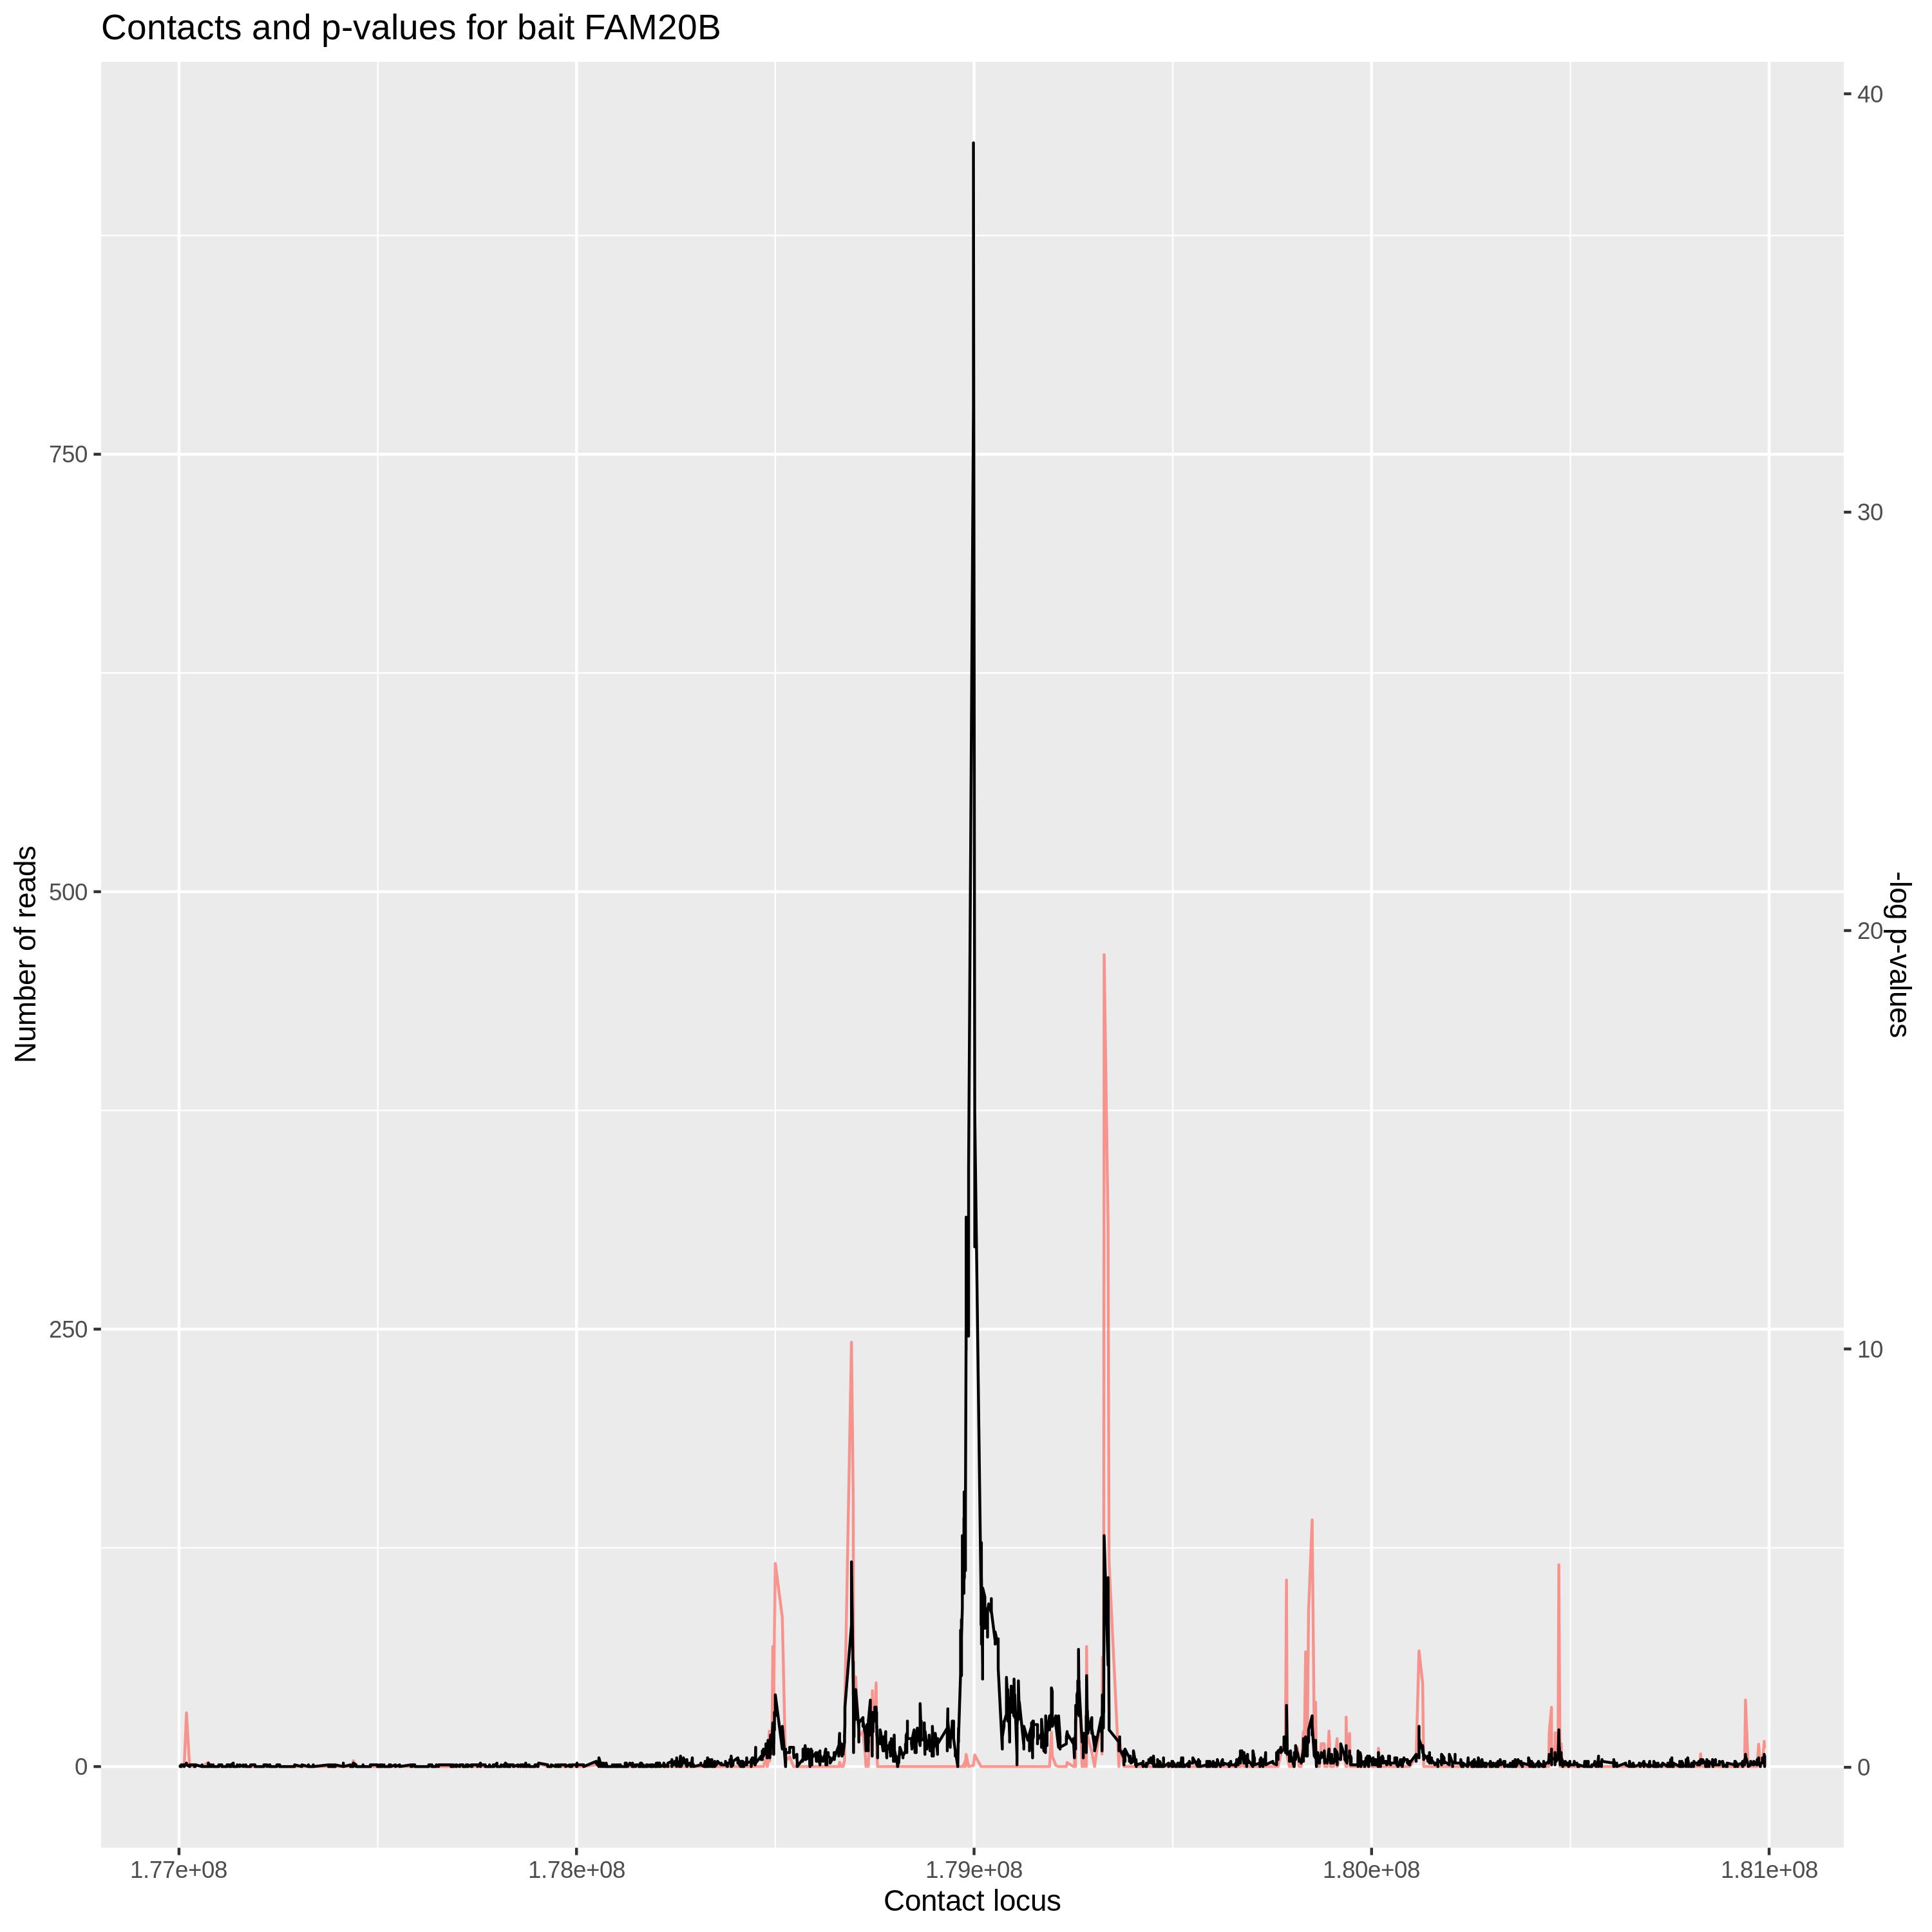 Contacts and p-values for bait FAM20B
Number of reads
750
500
250
0
40
30
20
10
0
-log p-values
1.77e+08 1.78e+08 1.79e+08 1.80e+08 1.81e+08
Contact locus